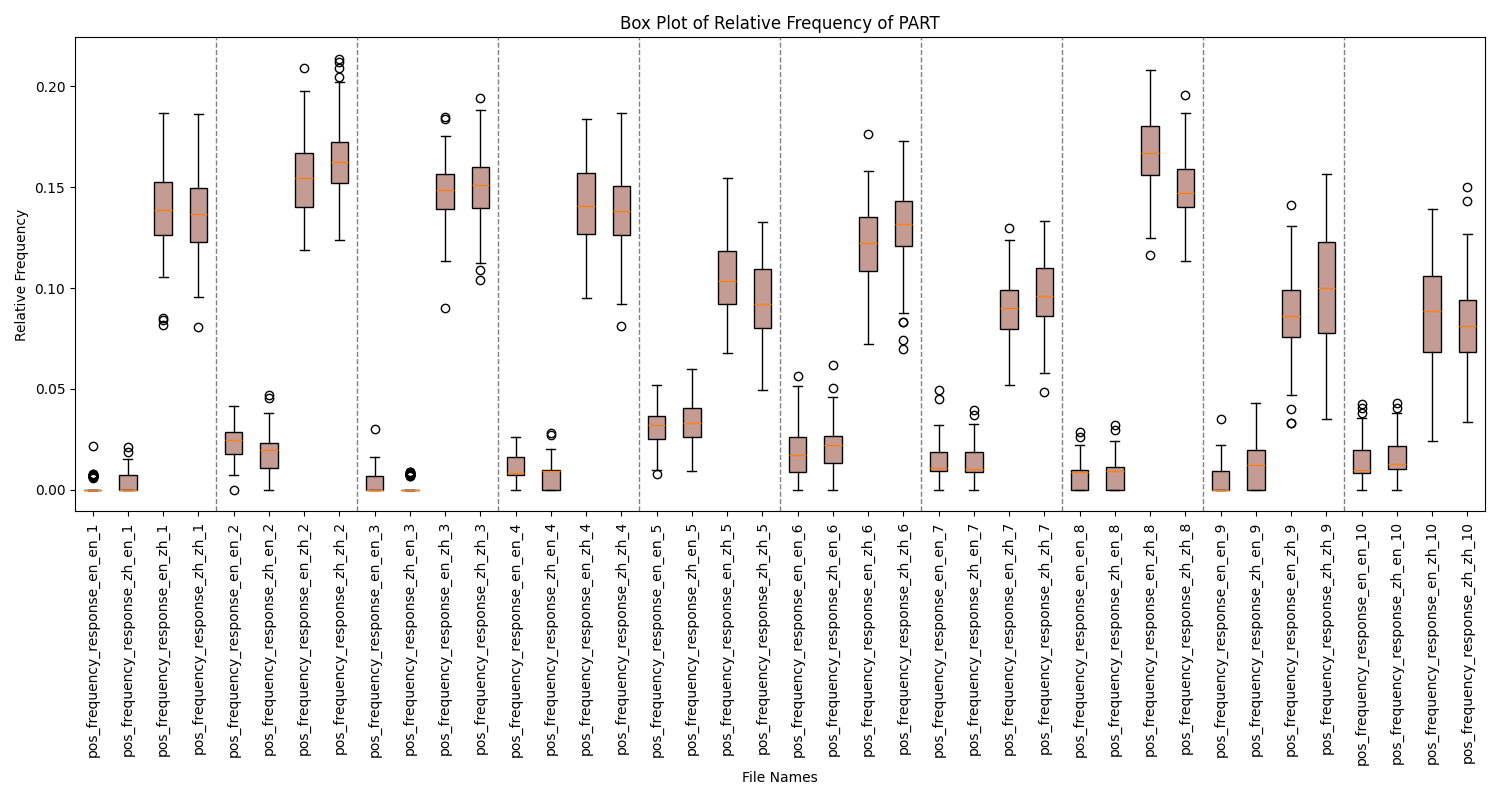 Box Plot of Relative Frequency of PART
Relative Frequency
0.20
0.15
0.10
0.05
0.00
pos_frequency_response_en_en_1
pos_frequency_response_zh_en_1
pos_frequency_response_en_zh_1
pos_frequency_response_zh_zh_1
pos_frequency_response_en_en_2
pos_frequency_response_zh_en_2
pos_frequency_response_en_zh_2
pos_frequency_response_zh_zh_2
pos_frequency_response_en_en_3
pos_frequency_response_zh_en_3
pos_frequency_response_en_zh_3
pos_frequency_response_zh_zh_3
pos_frequency_response_en_en_4
pos_frequency_response_zh_en_4
pos_frequency_response_en_zh_4
pos_frequency_response_zh_zh_4
pos_frequency_response_en_en_5
pos_frequency_response_zh_en_5
pos_frequency_response_en_zh_5
pos_frequency_response_zh_zh_5
pos_frequency_response_en_en_6
pos_frequency_response_zh_en_6
pos_frequency_response_en_zh_6
pos_frequency_response_zh_zh_6
pos_frequency_response_en_en_7
pos_frequency_response_zh_en_7
pos_frequency_response_en_zh_7
pos_frequency_response_zh_zh_7
pos_frequency_response_en_en_8
pos_frequency_response_zh_en_8
pos_frequency_response_en_zh_8
pos_frequency_response_zh_zh_8
pos_frequency_response_en_en_9
pos_frequency_response_zh_en_9
pos_frequency_response_en_zh_9
pos_frequency_response_zh_zh_9
pos_frequency_response_en_en_10
pos_frequency_response_zh_en_10
pos_frequency_response_en_zh_10
pos_frequency_response_zh_zh_10
File Names